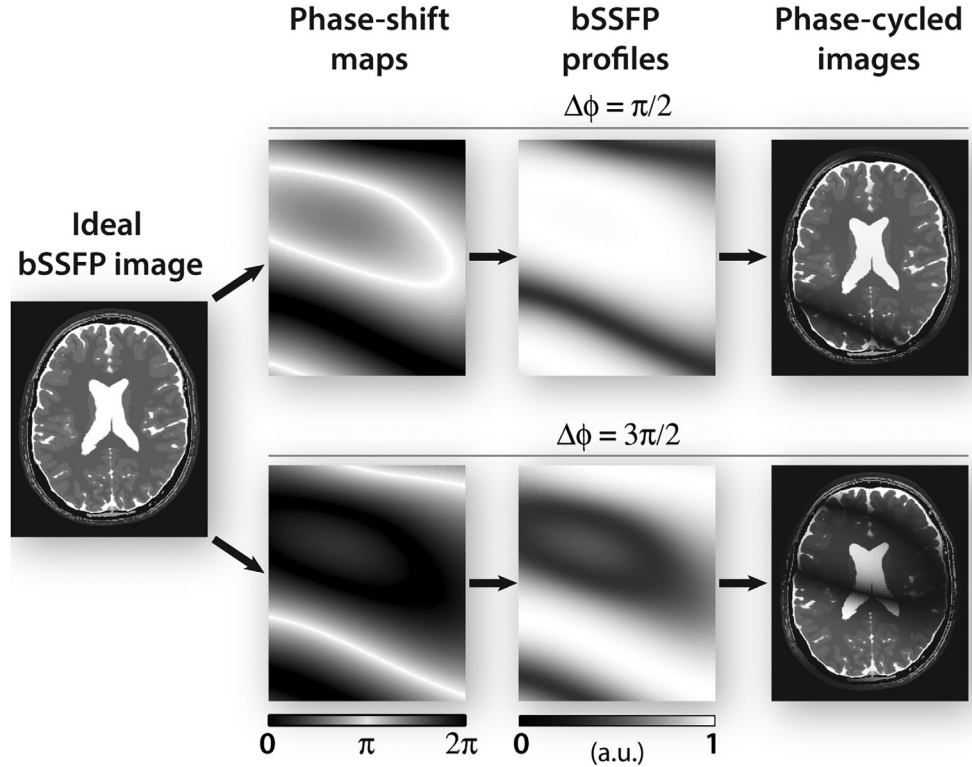 Phase-shift
maps
bSSFP
profiles
Phase-cycled
images
Δϕ = π/2
Ideal
bSSFP image
Δϕ = 3π/2
0 π 2π
0 (a.u.) 1